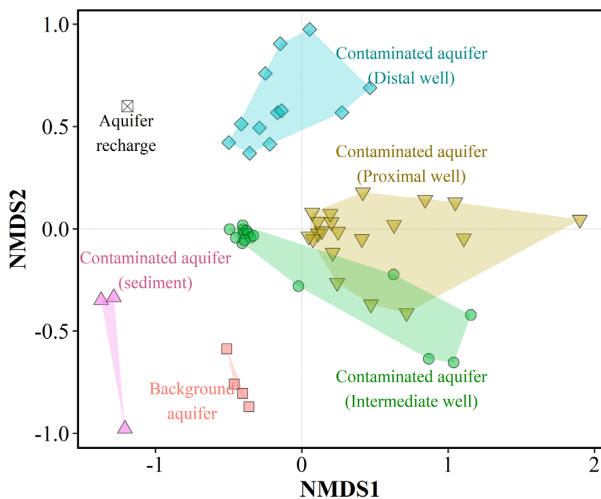 1.0
Contaminated aquifer
(Distal well)
Aquifer
recharge
0.5
Contaminated aquifer
(Proximal well)
NMDS2
0.0
Contaminated aquifer
(sediment)
-0.5
Background
aquifer
Contaminated aquifer
(Intermediate well)
-1.0
-1
0
1
2
NMDS1